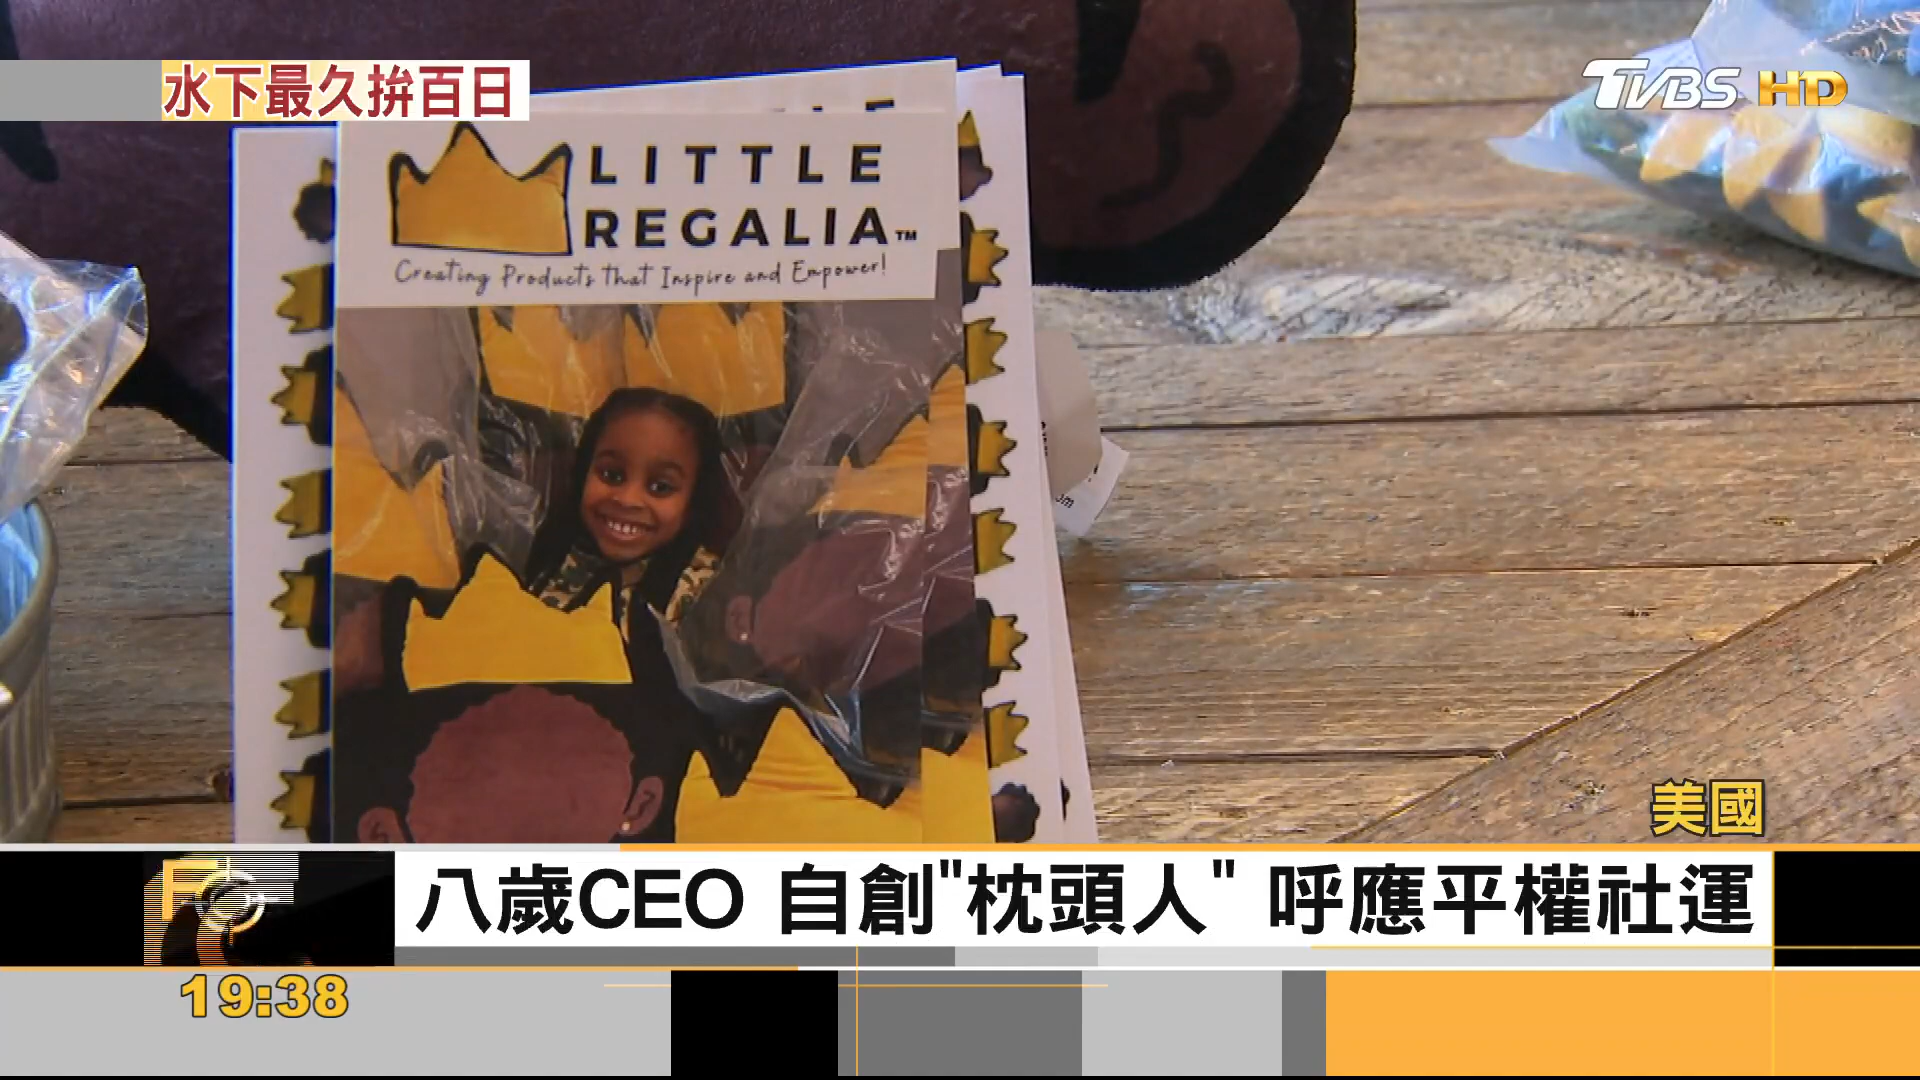 水下最久拚百日
TVBS HD
LITTLE
REGALIA™
Creating Products that Inspire and Empower!
美國
八歲CEO 自創"枕頭人" 呼應平權社運
19:38